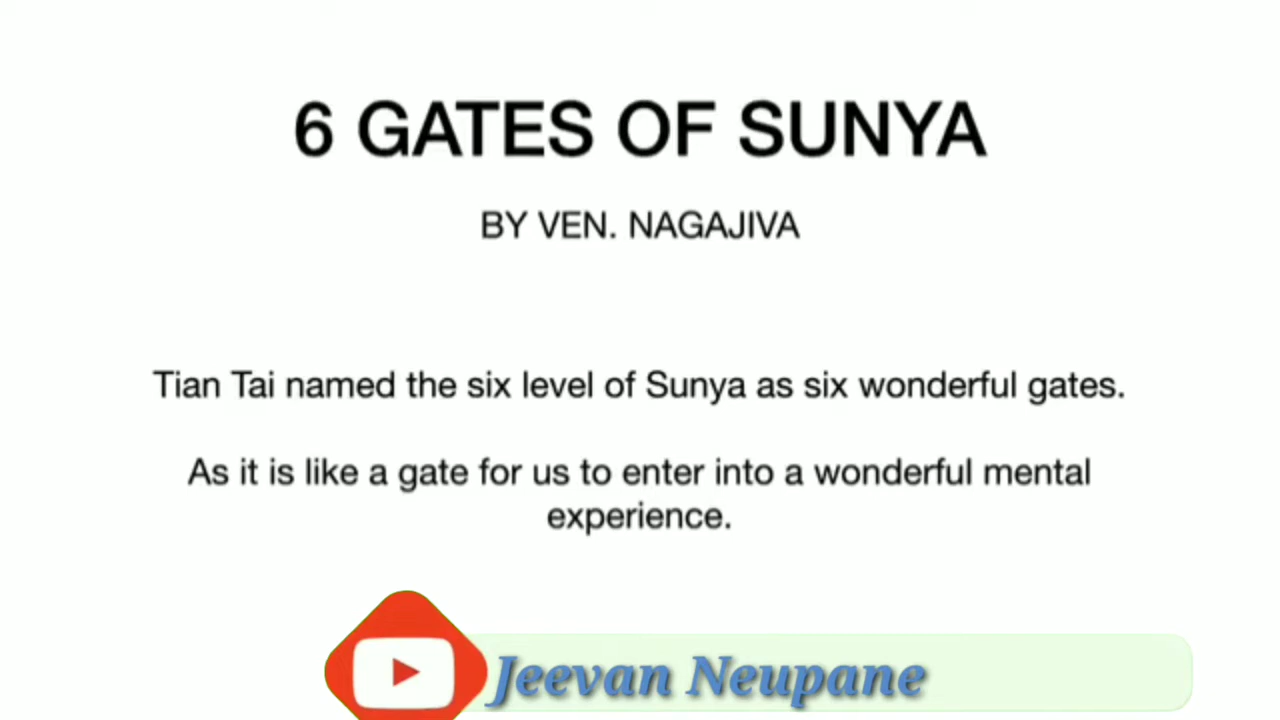 6 GATES OF SUNYA
BY VEN. NAGAJIVA
Tian Tai named the six level of Sunya as six wonderful gates.
As it is like a gate for us to enter into a wonderful mental
experience.
Jeevan Neupane